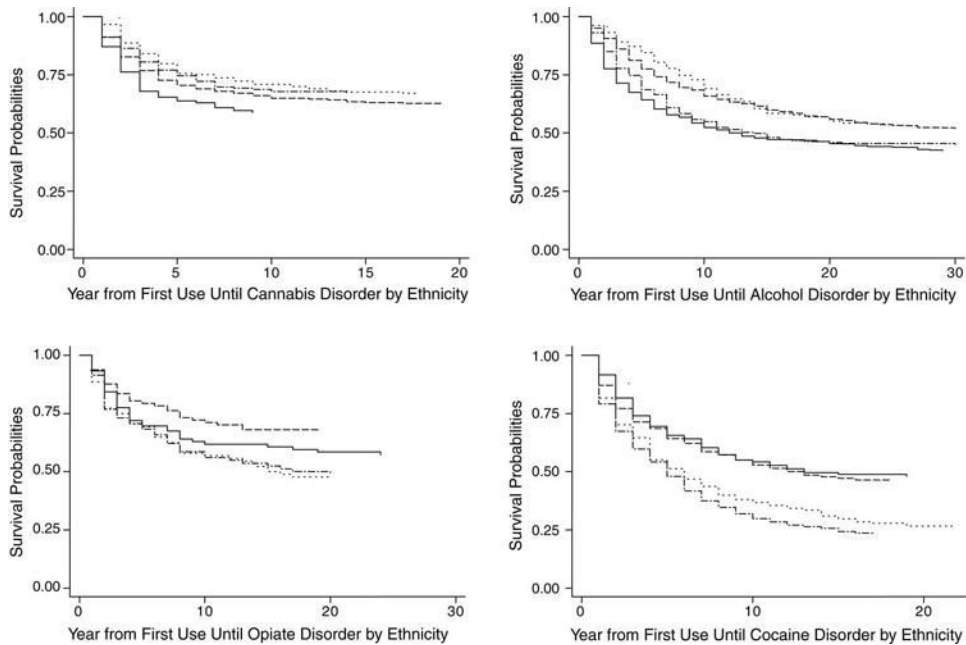 1.00
0.75
0.50
0.25
0.00
Survival Probabilities
0 5 10 15 20
Year from First Use Until Cannabis Disorder by Ethnicity
1.00
0.75
0.50
0.25
0.00
Survival Probabilities
0 10 20 30
Year from First Use Until Alcohol Disorder by Ethnicity
1.00
0.75
0.50
0.25
0.00
Survival Probabilities
0 10 20 30
Year from First Use Until Opiate Disorder by Ethnicity
1.00
0.75
0.50
0.25
0.00
Survival Probabilities
0 10 20
Year from First Use Until Cocaine Disorder by Ethnicity